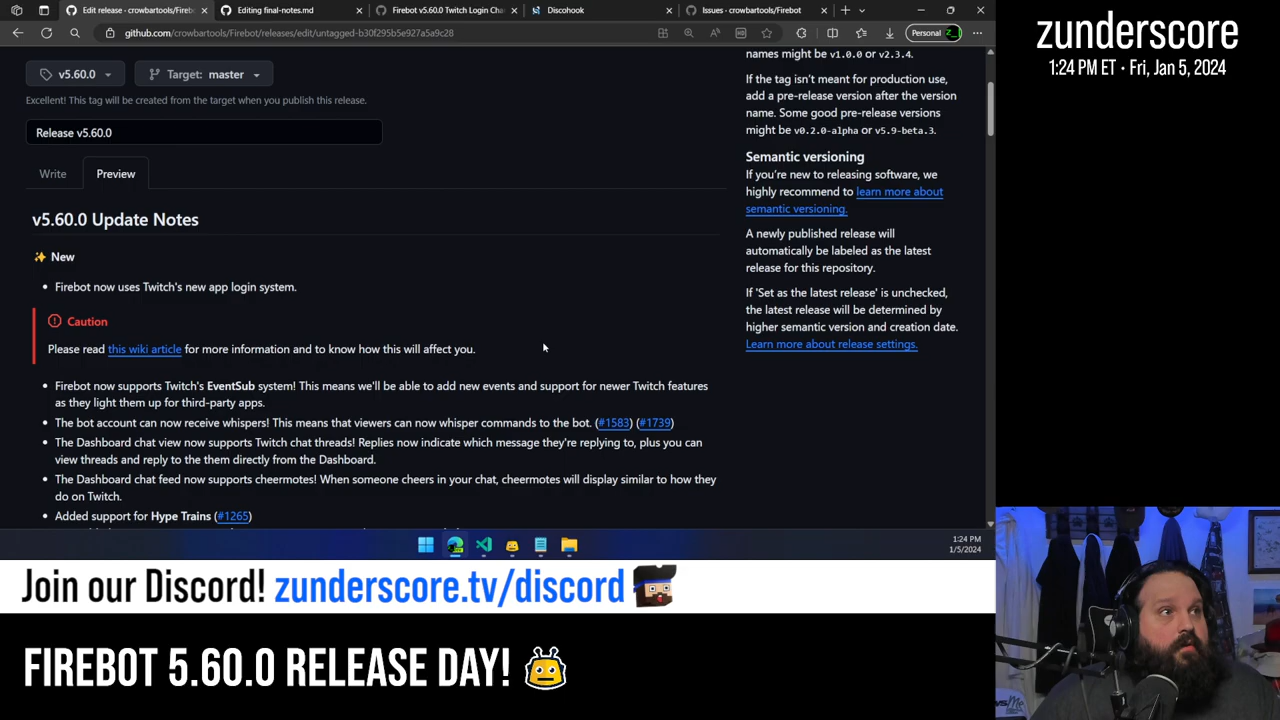 Edit release · crowbartools/Fireb
Editing final-notes.md
Firebot v5.60.0 Twitch Login Cha
Discohook
Issues · crowbartools/Firebot
github.com/crowbartools/Firebot/releases/edit/untagged-b30f295b5e927a5a9c28
Personal
v5.60.0
Target: master
Excellent! This tag will be created from the target when you publish this release.
Release v5.60.0
Write
Preview
v5.60.0 Update Notes
✨ New
• Firebot now uses Twitch's new app login system.
Caution
Please read this wiki article for more information and to know how this will affect you.
• Firebot now supports Twitch's EventSub system! This means we'll be able to add new events and support for newer Twitch features
as they light them up for third-party apps.
• The bot account can now receive whispers! This means that viewers can now whisper commands to the bot. (#1583) (#1739)
• The Dashboard chat view now supports Twitch chat threads! Replies now indicate which message they're replying to, plus you can
view threads and reply to the them directly from the Dashboard.
• The Dashboard chat feed now supports cheermotes! When someone cheers in your chat, cheermotes will display similar to how they
do on Twitch.
• Added support for Hype Trains (#1265)
names might be v1.0.0 or v2.3.4.
If the tag isn't meant for production use,
add a pre-release version after the version
name. Some good pre-release versions
might be v0.2.0-alpha or v5.9-beta.3.
Semantic versioning
If you're new to releasing software, we
highly recommend to learn more about
semantic versioning.
A newly published release will
automatically be labeled as the latest
release for this repository.
If 'Set as the latest release' is unchecked,
the latest release will be determined by
higher semantic version and creation date.
Learn more about release settings.
1:24 PM
1/5/2024
zunderscore
1:24 PM ET • Fri, Jan 5, 2024
Join our Discord! zunderscore.tv/discord
FIREBOT 5.60.0 RELEASE DAY!